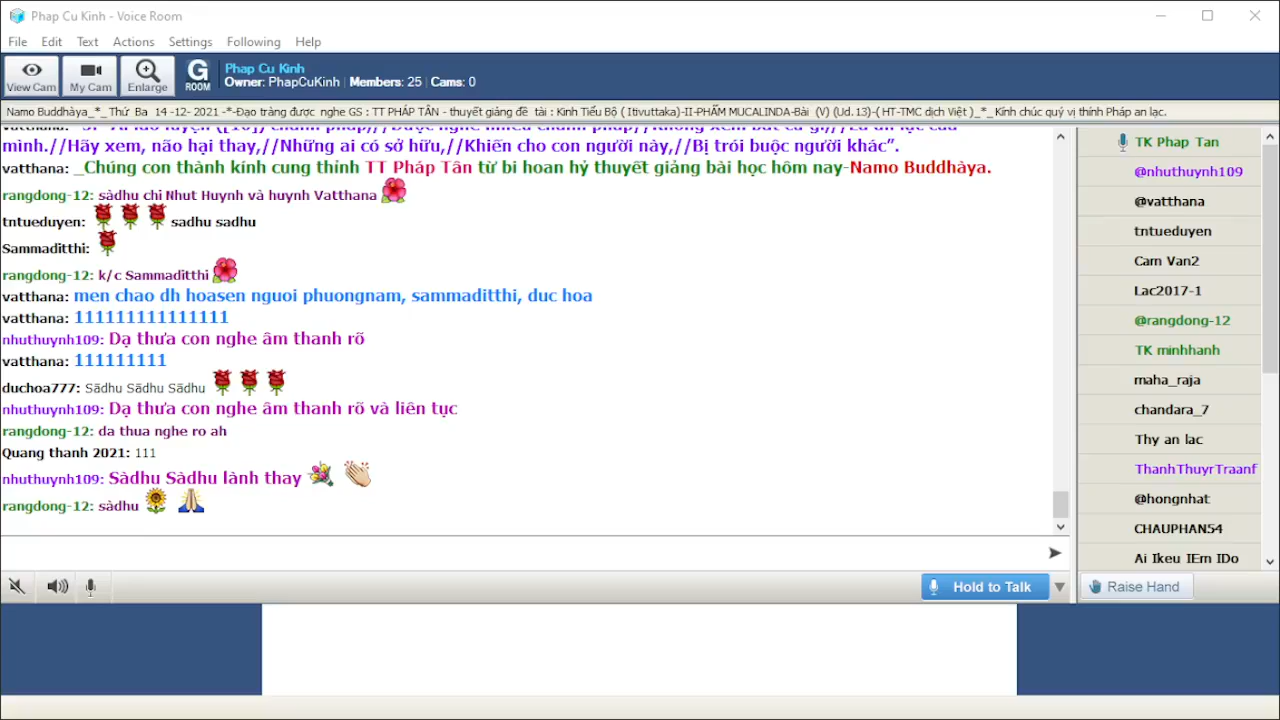 Phap Cu Kinh - Voice Room
File Edit Text Actions Settings Following Help
View Cam My Cam Enlarge G ROOM
Phap Cu Kinh
Owner: PhapCuKinh | Members: 25 | Cams: 0
Namo Buddhàya_*_ Thứ Ba 14 -12- 2021 -*-Đạo tràng được nghe GS : TT PHÁP TÂN - thuyết giảng đề tài : Kinh Tiểu Bộ ( Itivuttaka)-II-PHẨM MUCALINDA-Bài (V) (Ud.13)-( HT-TMC dịch Việt )_*_ Kính chúc quý vị thính Pháp an lạc.
mình.//Hãy xem, não hại thay,//Những ai có sở hữu,//Khiến cho con người này,//Bị trói buộc người khác”.
vatthana: _Chúng con thành kính cung thỉnh TT Pháp Tân từ bi hoan hỷ thuyết giảng bài học hôm nay-Namo Buddhàya.
rangdong-12: sàdhu chi Nhut Huynh và huynh Vatthana
tntueduyen: sadhu sadhu
Sammaditthi:
rangdong-12: k/c Sammaditthi
vatthana: men chao dh hoasen nguoi phuongnam, sammaditthi, duc hoa
vatthana: 111111111111111
nhuthuynh109: Dạ thưa con nghe âm thanh rõ
vatthana: 111111111
duchoa777: Sādhu Sādhu Sādhu
nhuthuynh109: Dạ thưa con nghe âm thanh rõ và liên tục
rangdong-12: da thua nghe ro ah
Quang thanh 2021: 111
nhuthuynh109: Sàdhu Sàdhu lành thay
rangdong-12: sàdhu
Hold to Talk
TK Phap Tan
@nhuthuynh109
@vatthana
tntueduyen
Cam Van2
Lac2017-1
@rangdong-12
TK minhhanh
maha_raja
chandara_7
Thy an lac
ThanhThuyrTraanf
@hongnhat
CHAUPHAN54
Ai Ikeu IEm IDo
Raise Hand